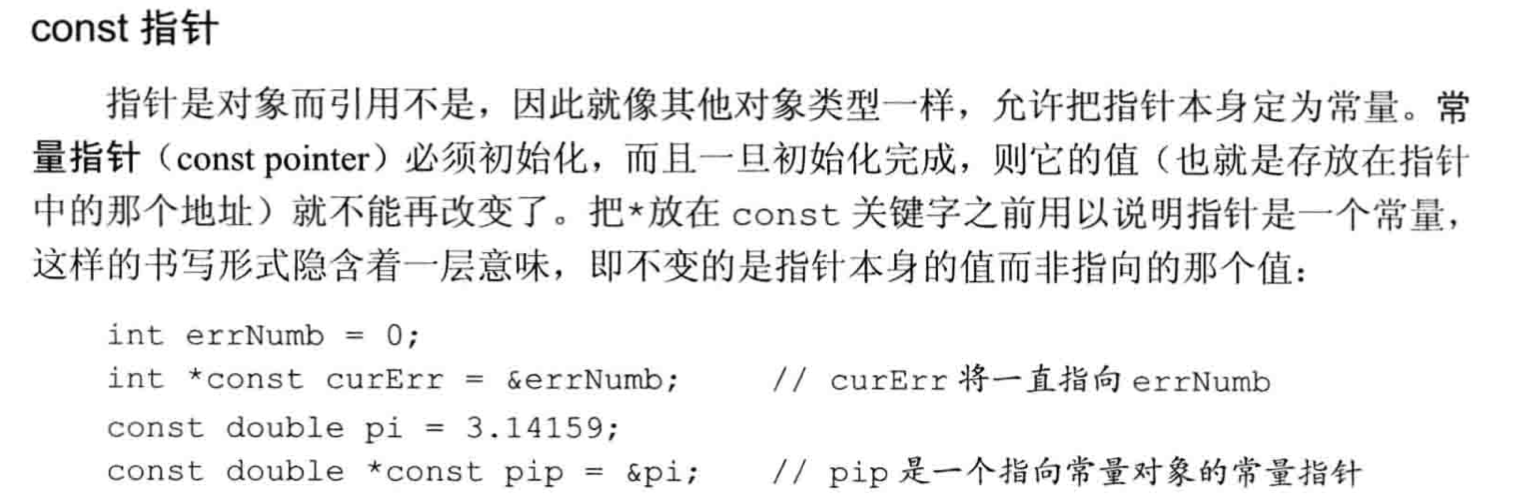 const 指针
指针是对象而引用不是，因此就像其他对象类型一样，允许把指针本身定为常量。常
量指针（const pointer）必须初始化，而且一旦初始化完成，则它的值（也就是存放在指针
中的那个地址）就不能再改变了。把*放在 const 关键字之前用以说明指针是一个常量，
这样的书写形式隐含着一层意味，即不变的是指针本身的值而非指向的那个值：
int errNumb = 0;
int *const curErr = &errNumb; // curErr 将一直指向 errNumb
const double pi = 3.14159;
const double *const pip = &pi; // pip 是一个指向常量对象的常量指针